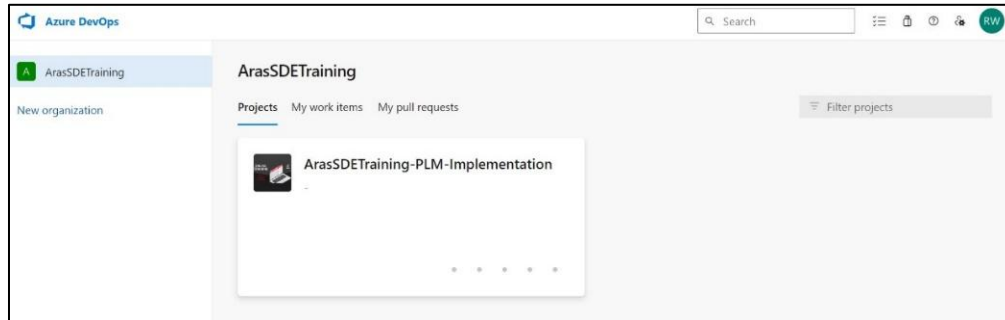 Azure DevOps
Search
RW
A ArasSDETraining
New organization
ArasSDETraining
Projects My work items My pull requests
Filter projects
ArasSDETraining-PLM-Implementation